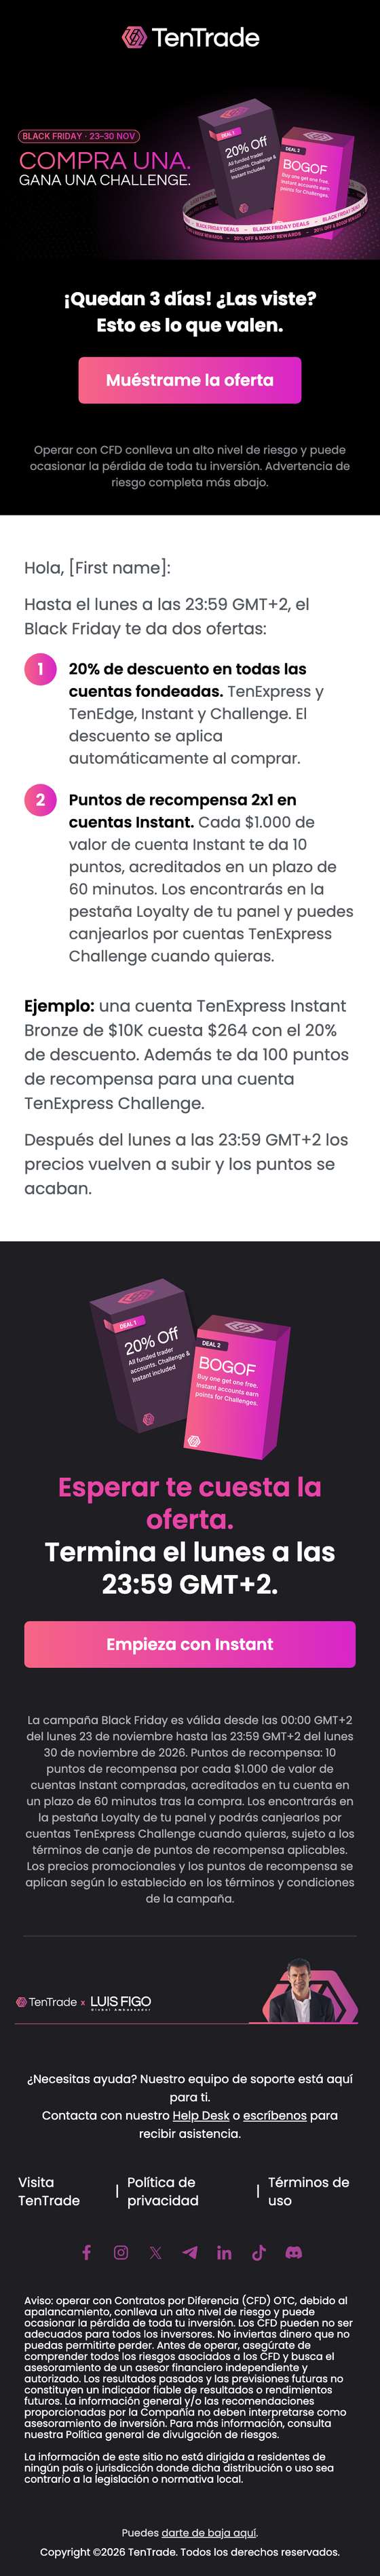 TenTrade
BLACK FRIDAY · 23-30 NOV
COMPRA UNA.
GANA UNA CHALLENGE.
DEAL 1
20% Off
All funded trader
accounts. Challenge &
Instant included
DEAL 2
BOGOF
Buy one get one free.
Instant accounts earn
points for Challenges.
BLACK FRIDAY DEALS – BLACK FRIDAY DEALS
20% OFF & BOGOF REWARDS
¡Quedan 3 días! ¿Las viste?
Esto es lo que valen.
Muéstrame la oferta
Operar con CFD conlleva un alto nivel de riesgo y puede
ocasionar la pérdida de toda tu inversión. Advertencia de
riesgo completa más abajo.
Hola, [First name]:
Hasta el lunes a las 23:59 GMT+2, el
Black Friday te da dos ofertas:
1
20% de descuento en todas las
cuentas fondeadas. TenExpress y
TenEdge, Instant y Challenge. El
descuento se aplica
automáticamente al comprar.
2
Puntos de recompensa 2x1 en
cuentas Instant. Cada $1.000 de
valor de cuenta Instant te da 10
puntos, acreditados en un plazo de
60 minutos. Los encontrarás en la
pestaña Loyalty de tu panel y puedes
canjearlos por cuentas TenExpress
Challenge cuando quieras.
Ejemplo: una cuenta TenExpress Instant
Bronze de $10K cuesta $264 con el 20%
de descuento. Además te da 100 puntos
de recompensa para una cuenta
TenExpress Challenge.
Después del lunes a las 23:59 GMT+2 los
precios vuelven a subir y los puntos se
acaban.
DEAL 1
20% Off
All funded trader
accounts. Challenge &
Instant included
DEAL 2
BOGOF
Buy one get one free.
Instant accounts earn
points for Challenges.
Esperar te cuesta la
oferta.
Termina el lunes a las
23:59 GMT+2.
Empieza con Instant
La campaña Black Friday es válida desde las 00:00 GMT+2
del lunes 23 de noviembre hasta las 23:59 GMT+2 del lunes
30 de noviembre de 2026. Puntos de recompensa: 10
puntos de recompensa por cada $1.000 de valor de
cuentas Instant compradas, acreditados en tu cuenta en
un plazo de 60 minutos tras la compra. Los encontrarás en
la pestaña Loyalty de tu panel y podrás canjearlos por
cuentas TenExpress Challenge cuando quieras, sujeto a los
términos de canje de puntos de recompensa aplicables.
Los precios promocionales y los puntos de recompensa se
aplican según lo establecido en los términos y condiciones
de la campaña.
TenTrade x LUIS FIGO
Global Ambassador
¿Necesitas ayuda? Nuestro equipo de soporte está aquí
para ti.
Contacta con nuestro Help Desk o escríbenos para
recibir asistencia.
Visita
TenTrade
| Política de
privacidad
| Términos de
uso
Aviso: operar con Contratos por Diferencia (CFD) OTC, debido al
apalancamiento, conlleva un alto nivel de riesgo y puede
ocasionar la pérdida de toda tu inversión. Los CFD pueden no ser
adecuados para todos los inversores. No inviertas dinero que no
puedas permitirte perder. Antes de operar, asegúrate de
comprender todos los riesgos asociados a los CFD y busca el
asesoramiento de un asesor financiero independiente y
autorizado. Los resultados pasados y las previsiones futuras no
constituyen un indicador fiable de resultados o rendimientos
futuros. La información general y/o las recomendaciones
proporcionadas por la Compañía no deben interpretarse como
asesoramiento de inversión. Para más información, consulta
nuestra Política general de divulgación de riesgos.
La información de este sitio no está dirigida a residentes de
ningún país o jurisdicción donde dicha distribución o uso sea
contrario a la legislación o normativa local.
Puedes darte de baja aquí.
Copyright ©2026 TenTrade. Todos los derechos reservados.